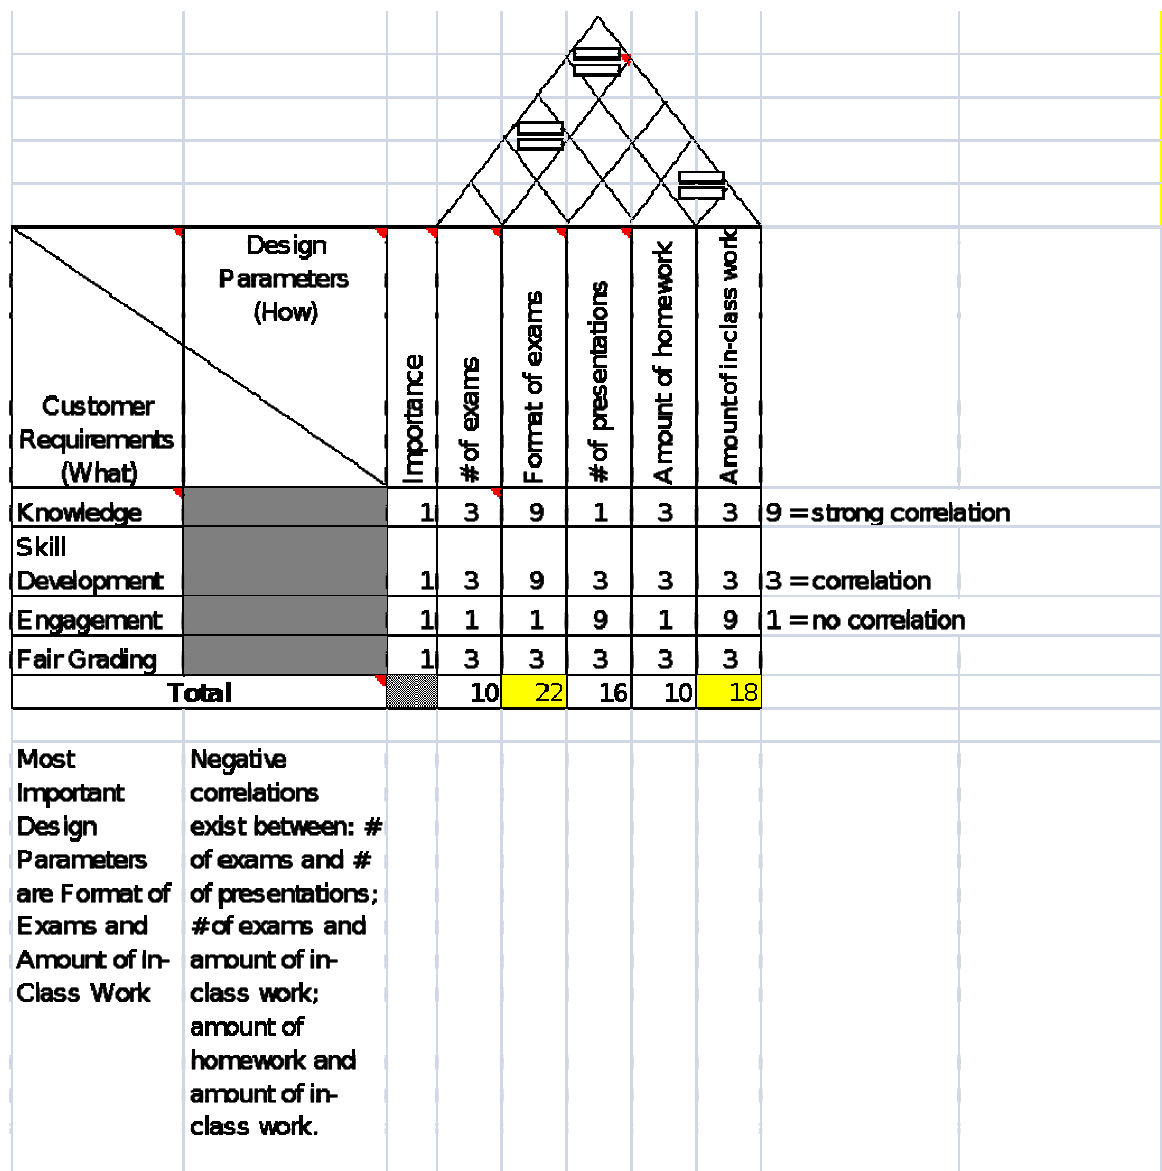 Design
Parameters
(How)
Customer
Requirements
(What)
Importance
# of exams
Format of exams
# of presentations
Amount of homework
Amount of in-class work
Knowledge 1 3 9 1 3 3 9 = strong correlation
Skill
Development 1 3 9 3 3 3 3 = correlation
Engagement 1 1 1 9 1 9 1 = no correlation
Fair Grading 1 3 3 3 3 3
Total 10 22 16 10 18
Most
Important
Design
Parameters
are Format of
Exams and
Amount of In-
Class Work
Negative
correlations
exist between: #
of exams and #
of presentations;
# of exams and
amount of in-
class work;
amount of
homework and
amount of in-
class work.